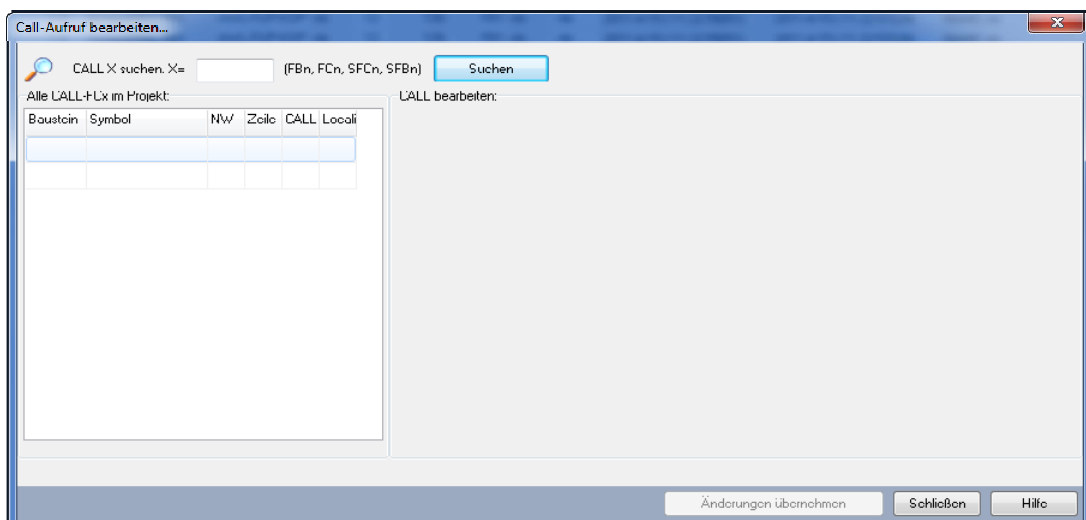 Call-Aufruf bearbeiten...
CALL X suchen. X= (FBn, FCn, SFCn, SFBn) Suchen
Alle CALL-FCx im Projekt:
CALL bearbeiten:
Baustein Symbol NW Zeile CALL Locali
Änderungen übernehmen Schließen Hilfe